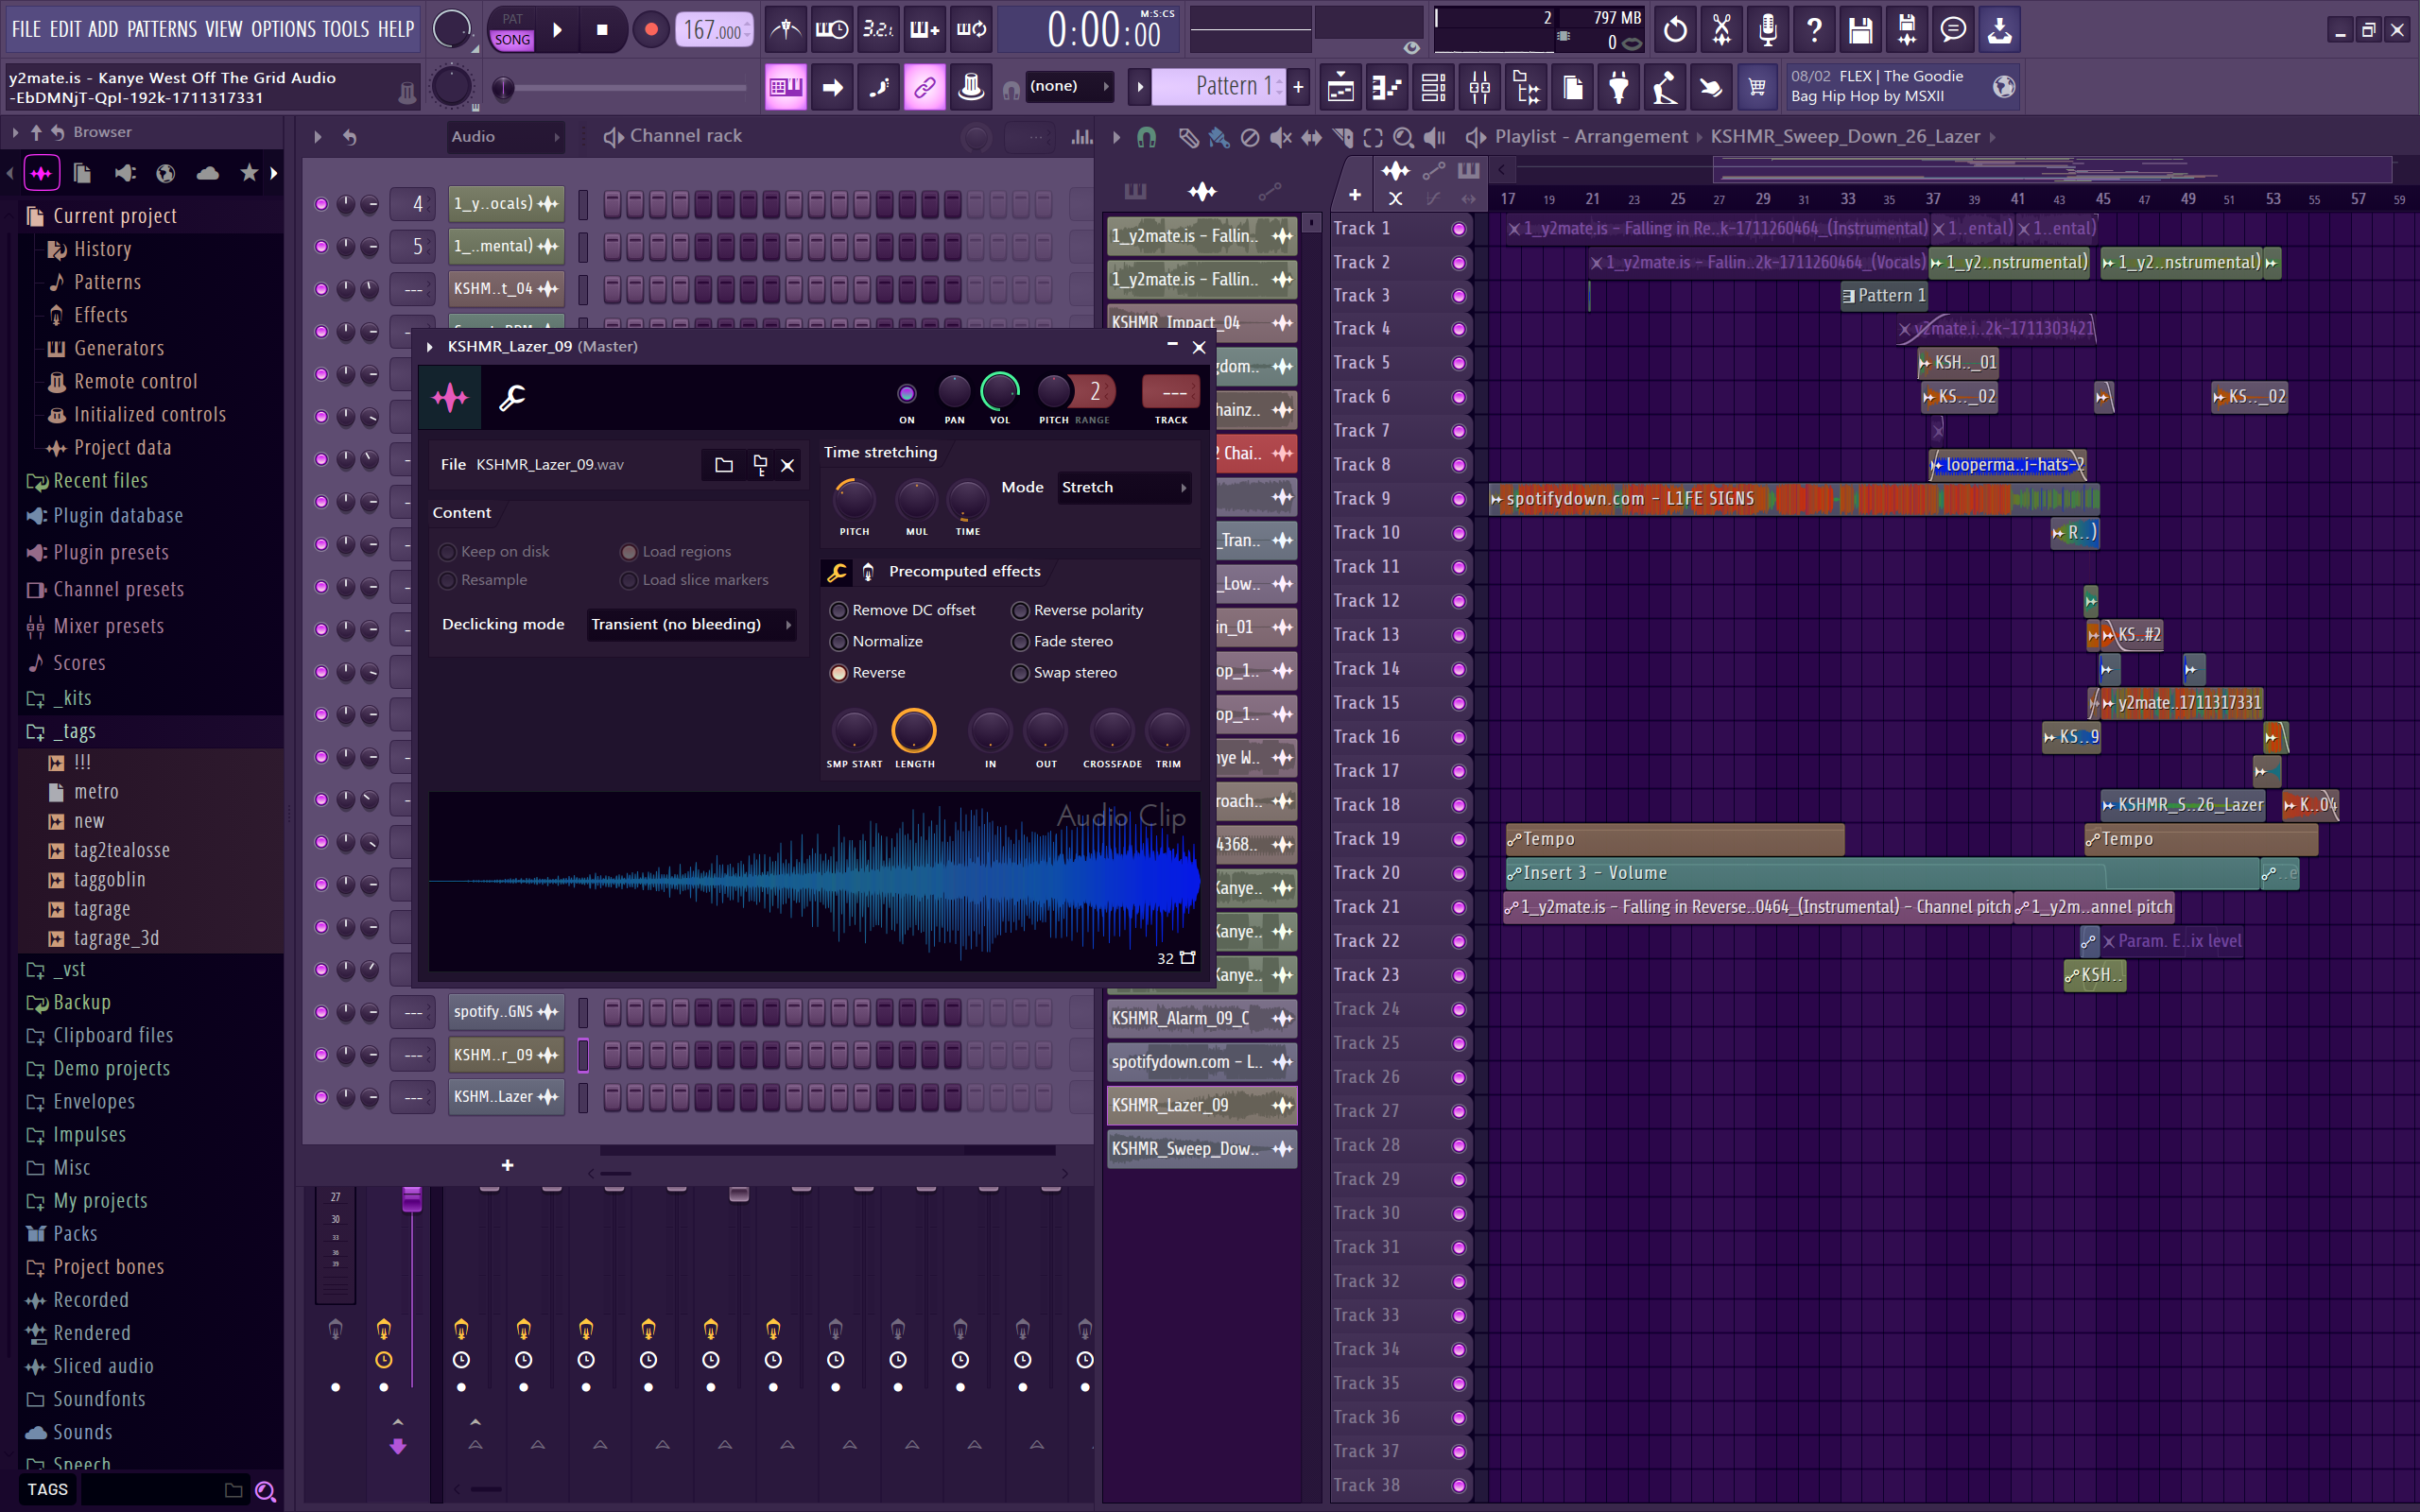 FILE EDIT ADD PATTERNS VIEW OPTIONS TOOLS HELP
PAT
SONG
167.000
3.2.1.
M:S:CS
0:00:00
2
797 MB
0
y2mate.is - Kanye West Off The Grid Audio
-EbDMNjT-QpI-192k-1711317331
(none)
Pattern 1
08/02 FLEX | The Goodie
Bag Hip Hop by MSXII
Browser
Current project
History
Patterns
Effects
Generators
Remote control
Initialized controls
Project data
Recent files
Plugin database
Plugin presets
Channel presets
Mixer presets
Scores
_kits
_tags
!!!
metro
new
tag2tealosse
taggoblin
tagrage
tagrage_3d
_vst
Backup
Clipboard files
Demo projects
Envelopes
Impulses
Misc
My projects
Packs
Project bones
Recorded
Rendered
Sliced audio
Soundfonts
Sounds
Speech
TAGS
Audio
Channel rack
4
1_y..ocals)
5
1_..mental)
---
KSHM..t_04
KSHMR_Lazer_09 (Master)
ON
PAN
VOL
PITCH
RANGE
2
---
TRACK
File KSHMR_Lazer_09.wav
Content
Keep on disk
Load regions
Resample
Load slice markers
Declicking mode
Transient (no bleeding)
Time stretching
PITCH
MUL
TIME
Mode
Stretch
Precomputed effects
Remove DC offset
Reverse polarity
Normalize
Fade stereo
Reverse
Swap stereo
SMP START
LENGTH
IN
OUT
CROSSFADE
TRIM
Audio Clip
32
---
spotify..GNS
---
KSHM..r_09
---
KSHM..Lazer
27
30
33
36
39
1_y2mate.is - Fallin..
1_y2mate.is - Fallin..
KSHMR_Impact_04
gdom..
hainz..
2 Chai..
_Tran..
_Low..
in_01
op_1..
op_1..
nye W..
roach..
4368..
Kanye..
Kanye..
Kanye..
KSHMR_Alarm_09_C
spotifydown.com - L..
KSHMR_Lazer_09
KSHMR_Sweep_Dow..
Playlist - Arrangement
KSHMR_Sweep_Down_26_Lazer
17 19 21 23 25 27 29 31 33 35 37 39 41 43 45 47 49 51 53 55 57 59
Track 1
1_y2mate.is - Falling in Re..k-1711260464_(Instrumental)
1..ental)
1..ental)
Track 2
1_y2mate.is - Fallin..2k-1711260464_(Vocals)
1_y2..nstrumental)
1_y2..nstrumental)
Track 3
Pattern 1
Track 4
y2mate.i..2k-1711303421
Track 5
KSH.._01
Track 6
KS.._02
KS.._02
Track 7
Track 8
looperma..i-hats-2
Track 9
spotifydown.com - L1FE SIGNS
Track 10
R..)
Track 11
Track 12
Track 13
KS..#2
Track 14
Track 15
y2mate..1711317331
Track 16
KS..9
Track 17
Track 18
KSHMR_S..26_Lazer
K..04
Track 19
Tempo
Tempo
Track 20
Insert 3 - Volume
..e
Track 21
1_y2mate.is - Falling in Reverse..0464_(Instrumental) - Channel pitch
1_y2m..annel pitch
Track 22
Param. E..ix level
Track 23
KSH..
Track 24
Track 25
Track 26
Track 27
Track 28
Track 29
Track 30
Track 31
Track 32
Track 33
Track 34
Track 35
Track 36
Track 37
Track 38